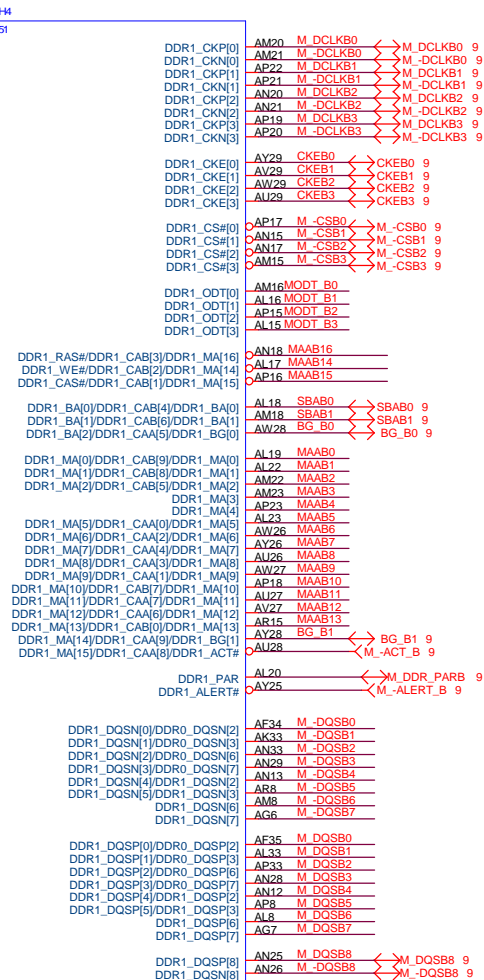 H4
51
DDR1_CKP[0] AM20 M_DCLKB0 M_DCLKB0 9
DDR1_CKN[0] AM21 M_-DCLKB0 M_-DCLKB0 9
DDR1_CKP[1] AP22 M_DCLKB1 M_DCLKB1 9
DDR1_CKN[1] AP21 M_-DCLKB1 M_-DCLKB1 9
DDR1_CKP[2] AN20 M_DCLKB2 M_DCLKB2 9
DDR1_CKN[2] AN21 M_-DCLKB2 M_-DCLKB2 9
DDR1_CKP[3] AP19 M_DCLKB3 M_DCLKB3 9
DDR1_CKN[3] AP20 M_-DCLKB3 M_-DCLKB3 9
DDR1_CKE[0] AY29 CKEB0 CKEB0 9
DDR1_CKE[1] AV29 CKEB1 CKEB1 9
DDR1_CKE[2] AW29 CKEB2 CKEB2 9
DDR1_CKE[3] AU29 CKEB3 CKEB3 9
DDR1_CS#[0] AP17 M_-CSB0 M_-CSB0 9
DDR1_CS#[1] AN15 M_-CSB1 M_-CSB1 9
DDR1_CS#[2] AN17 M_-CSB2 M_-CSB2 9
DDR1_CS#[3] AM15 M_-CSB3 M_-CSB3 9
DDR1_ODT[0] AM16 MODT_B0
DDR1_ODT[1] AL16 MODT_B1
DDR1_ODT[2] AP15 MODT_B2
DDR1_ODT[3] AL15 MODT_B3
DDR1_RAS#/DDR1_CAB[3]/DDR1_MA[16] AN18 MAAB16
DDR1_WE#/DDR1_CAB[2]/DDR1_MA[14] AL17 MAAB14
DDR1_CAS#/DDR1_CAB[1]/DDR1_MA[15] AP16 MAAB15
DDR1_BA[0]/DDR1_CAB[4]/DDR1_BA[0] AL18 SBAB0 SBAB0 9
DDR1_BA[1]/DDR1_CAB[6]/DDR1_BA[1] AM18 SBAB1 SBAB1 9
DDR1_BA[2]/DDR1_CAA[5]/DDR1_BG[0] AW28 BG_B0 BG_B0 9
DDR1_MA[0]/DDR1_CAB[9]/DDR1_MA[0] AL19 MAAB0
DDR1_MA[1]/DDR1_CAB[8]/DDR1_MA[1] AL22 MAAB1
DDR1_MA[2]/DDR1_CAB[5]/DDR1_MA[2] AM22 MAAB2
DDR1_MA[3] AM23 MAAB3
DDR1_MA[4] AP23 MAAB4
DDR1_MA[5]/DDR1_CAA[0]/DDR1_MA[5] AL23 MAAB5
DDR1_MA[6]/DDR1_CAA[2]/DDR1_MA[6] AW26 MAAB6
DDR1_MA[7]/DDR1_CAA[4]/DDR1_MA[7] AY26 MAAB7
DDR1_MA[8]/DDR1_CAA[3]/DDR1_MA[8] AU26 MAAB8
DDR1_MA[9]/DDR1_CAA[1]/DDR1_MA[9] AW27 MAAB9
DDR1_MA[10]/DDR1_CAB[7]/DDR1_MA[10] AP18 MAAB10
DDR1_MA[11]/DDR1_CAA[7]/DDR1_MA[11] AU27 MAAB11
DDR1_MA[12]/DDR1_CAA[6]/DDR1_MA[12] AV27 MAAB12
DDR1_MA[13]/DDR1_CAB[0]/DDR1_MA[13] AR15 MAAB13
DDR1_MA[14]/DDR1_CAA[9]/DDR1_BG[1] AY28 BG_B1 BG_B1 9
DDR1_MA[15]/DDR1_CAA[8]/DDR1_ACT# AU28 M_-ACT_B 9
DDR1_PAR AL20 M_DDR_PARB 9
DDR1_ALERT# AY25 M_-ALERT_B 9
DDR1_DQSN[0]/DDR0_DQSN[2] AF34 M_-DQSB0
DDR1_DQSN[1]/DDR0_DQSN[3] AK33 M_-DQSB1
DDR1_DQSN[2]/DDR0_DQSN[6] AN33 M_-DQSB2
DDR1_DQSN[3]/DDR0_DQSN[7] AN29 M_-DQSB3
DDR1_DQSN[4]/DDR1_DQSN[2] AN13 M_-DQSB4
DDR1_DQSN[5]/DDR1_DQSN[3] AR8 M_-DQSB5
DDR1_DQSN[6] AM8 M_-DQSB6
DDR1_DQSN[7] AG6 M_-DQSB7
DDR1_DQSP[0]/DDR0_DQSP[2] AF35 M_DQSB0
DDR1_DQSP[1]/DDR0_DQSP[3] AL33 M_DQSB1
DDR1_DQSP[2]/DDR0_DQSP[6] AP33 M_DQSB2
DDR1_DQSP[3]/DDR0_DQSP[7] AN28 M_DQSB3
DDR1_DQSP[4]/DDR1_DQSP[2] AN12 M_DQSB4
DDR1_DQSP[5]/DDR1_DQSP[3] AP8 M_DQSB5
DDR1_DQSP[6] AL8 M_DQSB6
DDR1_DQSP[7] AG7 M_DQSB7
DDR1_DQSP[8] AN25 M_DQSB8 M_DQSB8 9
DDR1_DQSN[8] AN26 M_-DQSB8 M_-DQSB8 9